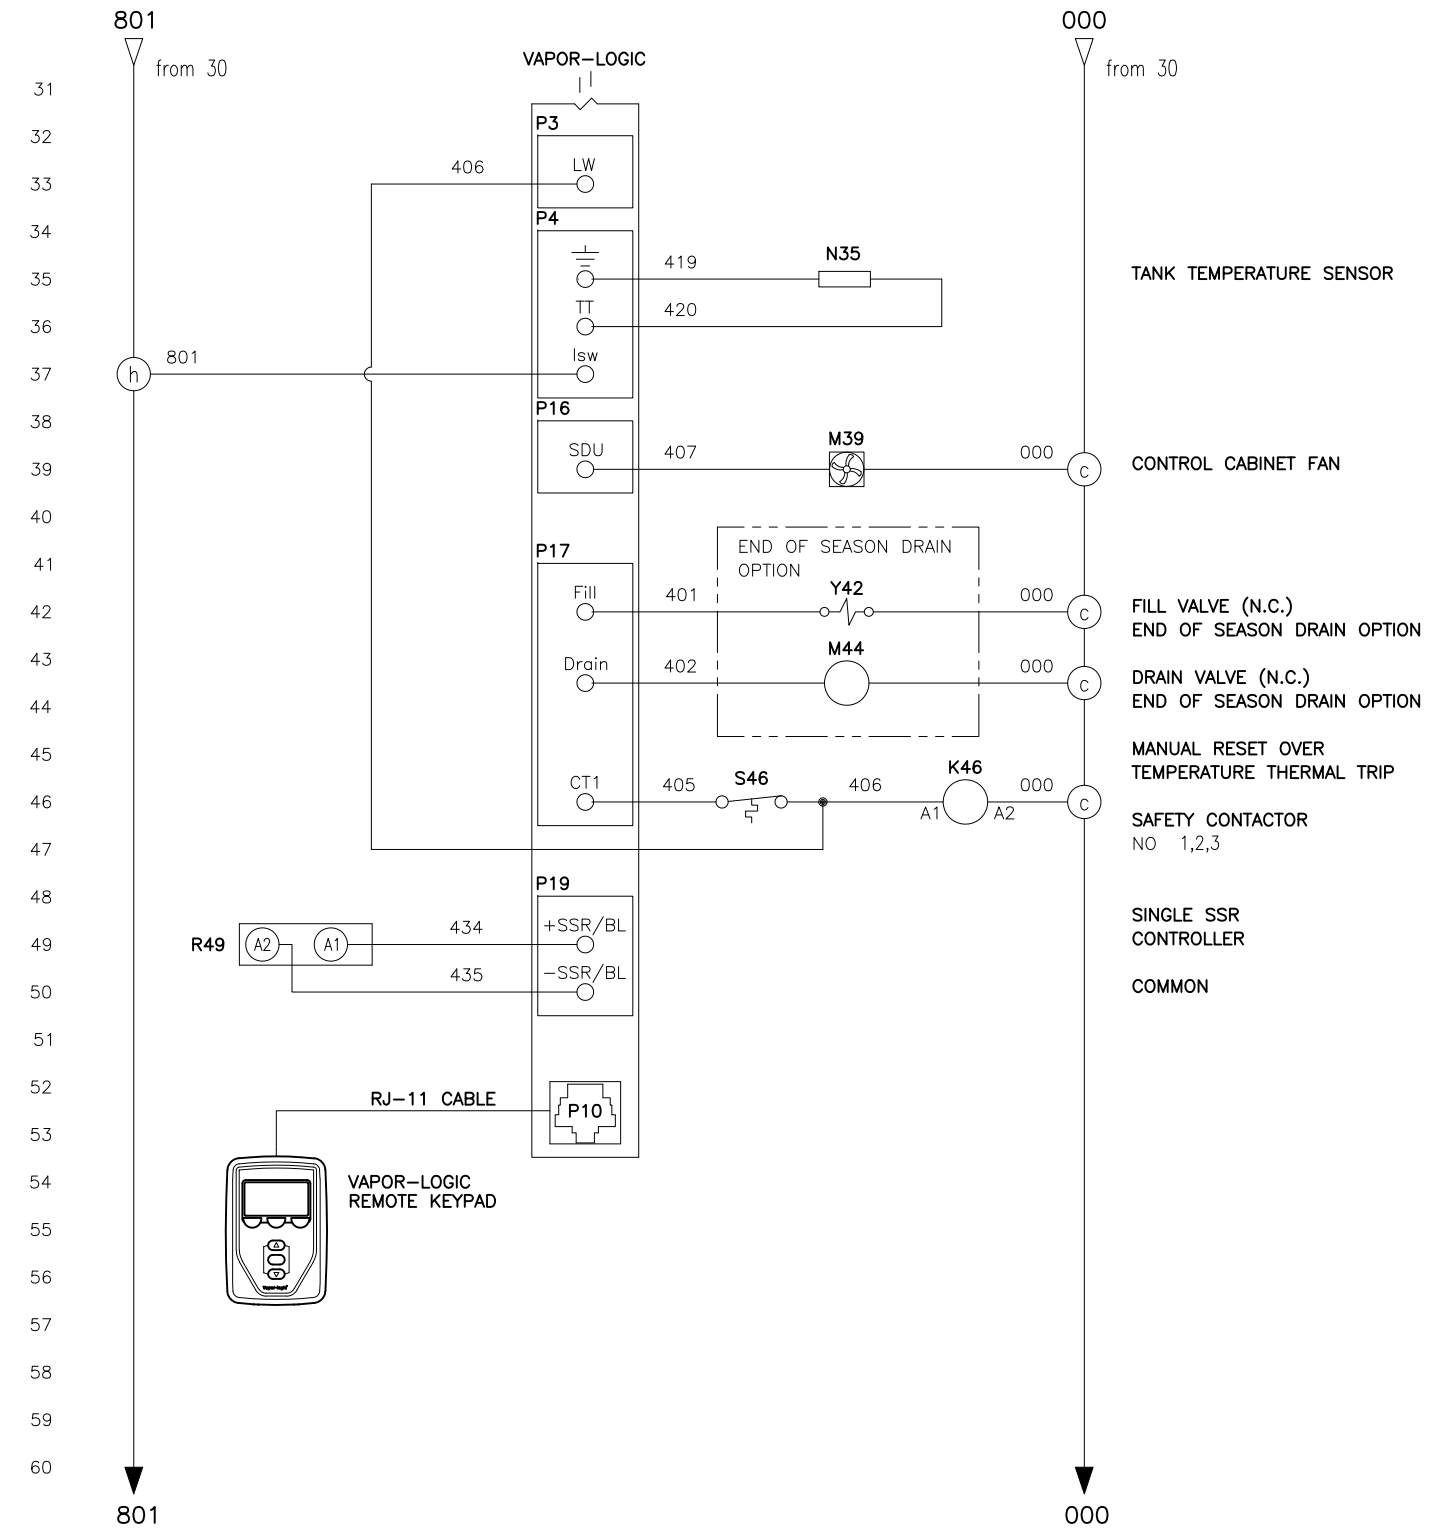 801
000
from 30
from 30
VAPOR-LOGIC
31
32
P3
LW
406
33
34
P4
419
N35
35
TANK TEMPERATURE SENSOR
TT
420
36
801
Isw
h
37
38
P16
SDU
407
M39
000
c
39
CONTROL CABINET FAN
40
END OF SEASON DRAIN
OPTION
41
P17
Fill
401
Y42
000
c
42
FILL VALVE (N.C.)
END OF SEASON DRAIN OPTION
43
Drain
402
M44
000
c
DRAIN VALVE (N.C.)
44
END OF SEASON DRAIN OPTION
45
MANUAL RESET OVER
TEMPERATURE THERMAL TRIP
CT1
405
S46
406
K46
000
A1
A2
c
46
SAFETY CONTACTOR
47
NO 1,2,3
48
P19
SINGLE SSR
CONTROLLER
R49
A2
A1
434
+SSR/BL
49
435
-SSR/BL
50
COMMON
51
52
RJ-11 CABLE
P10
53
54
VAPOR-LOGIC
REMOTE KEYPAD
55
56
Vapor-logic
57
58
59
60
801
000